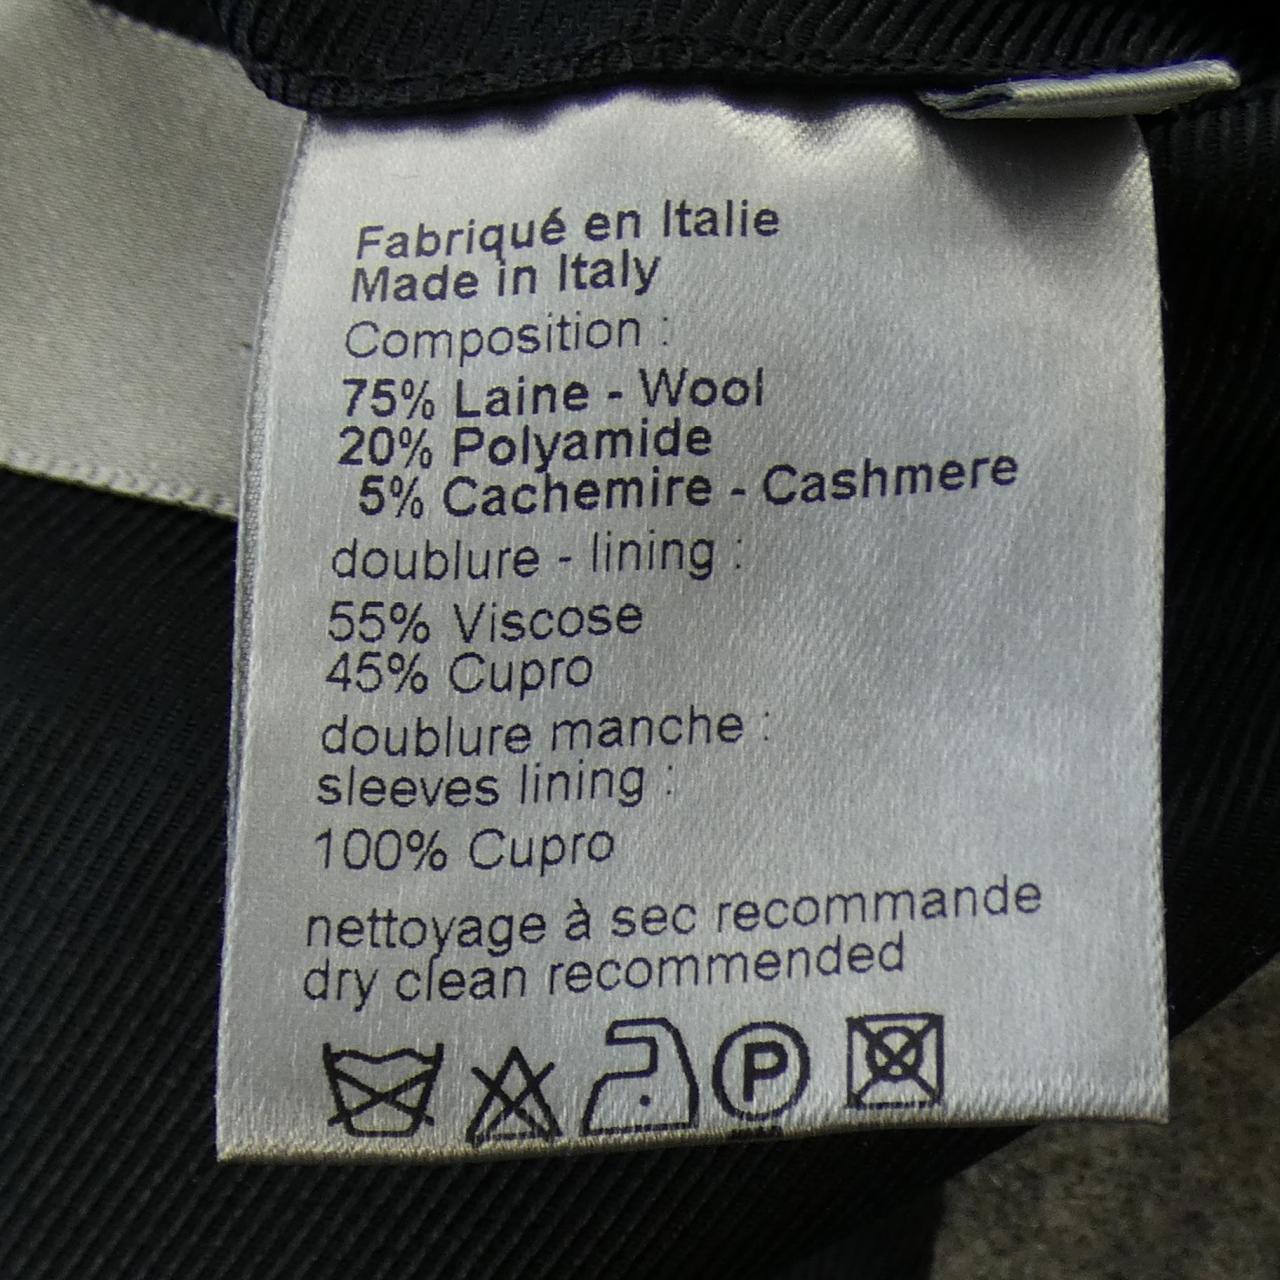 Fabriqué en Italie
Made in Italy
Composition :
75% Laine - Wool
20% Polyamide
5% Cachemire - Cashmere
doublure - lining :
55% Viscose
45% Cupro
doublure manche :
sleeves lining :
100% Cupro
nettoyage à sec recommande
dry clean recommended
P